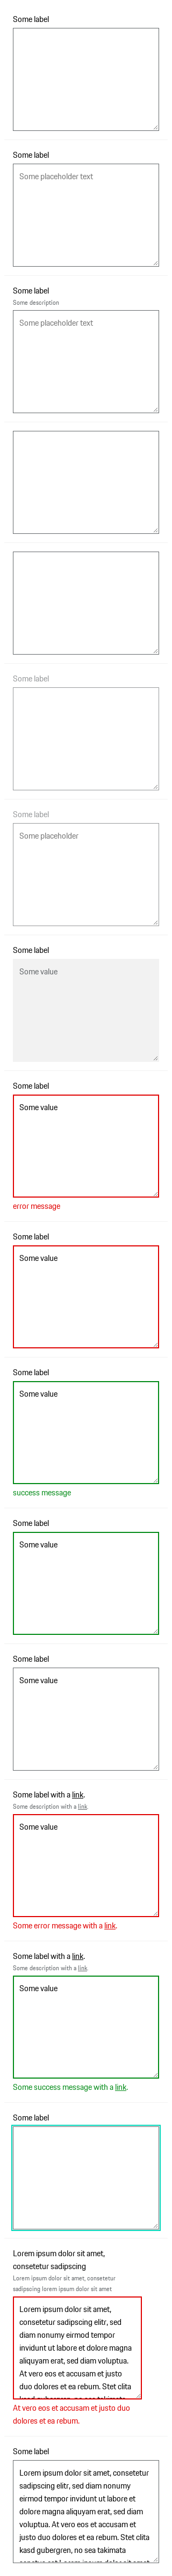 Some label
Some label
Some placeholder text
Some label
Some description
Some placeholder text
Some label
Some label
Some placeholder
Some label
Some value
Some label
Some value
error message
Some label
Some value
Some label
Some value
success message
Some label
Some value
Some label
Some value
Some label with a link.
Some description with a link.
Some value
Some error message with a link.
Some label with a link.
Some description with a link.
Some value
Some success message with a link.
Some label
Lorem ipsum dolor sit amet,
consetetur sadipscing
Lorem ipsum dolor sit amet, consetetur
sadipscing lorem ipsum dolor sit amet
Lorem ipsum dolor sit amet,
consetetur sadipscing elitr, sed
diam nonumy eirmod tempor
invidunt ut labore et dolore magna
aliquyam erat, sed diam voluptua.
At vero eos et accusam et justo
duo dolores et ea rebum. Stet clita
At vero eos et accusam et justo duo
dolores et ea rebum.
Some label
Lorem ipsum dolor sit amet, consetetur
sadipscing elitr, sed diam nonumy
eirmod tempor invidunt ut labore et
dolore magna aliquyam erat, sed diam
voluptua. At vero eos et accusam et
justo duo dolores et ea rebum. Stet clita
kasd gubergren, no sea takimata